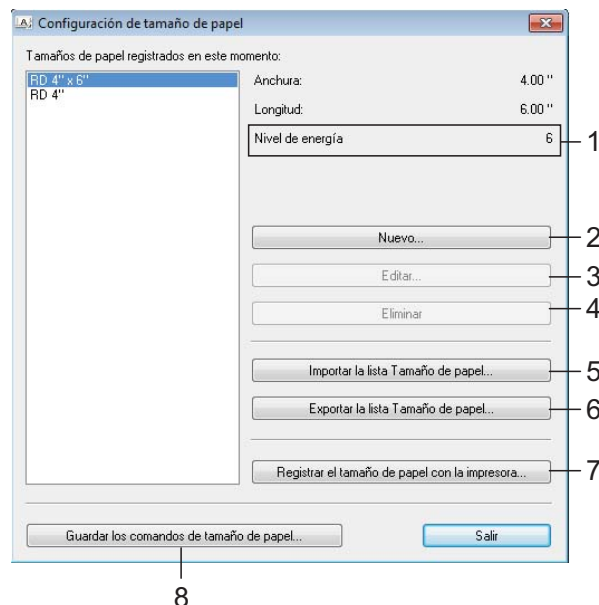 Configuración de tamaño de papel
Tamaños de papel registrados en este momento:
RD 4" x 6"
RD 4"
Anchura: 4.00 "
Longitud: 6.00 "
Nivel de energía 6
1
Nuevo...
2
Editar...
3
Eliminar
4
Importar la lista Tamaño de papel...
5
Exportar la lista Tamaño de papel...
6
Registrar el tamaño de papel con la impresora...
7
Guardar los comandos de tamaño de papel...
Salir
8